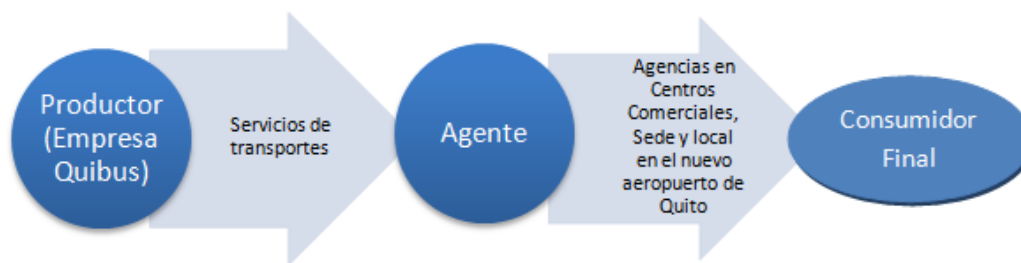 Productor
(Empresa
Quibus)
Servicios de
transportes
Agente
Agencias en
Centros
Comerciales,
Sede y local
en el nuevo
aeropuerto de
Quito
Consumidor
Final